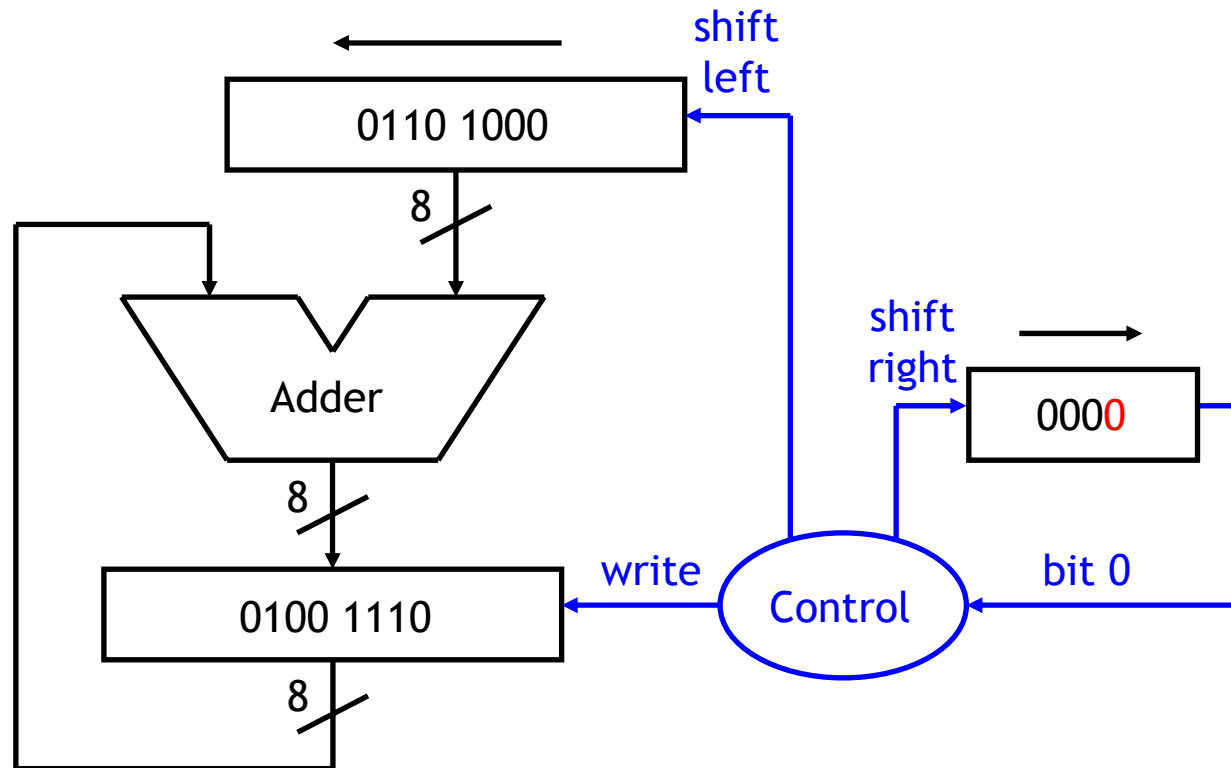 shift
left
0110 1000
8
shift
right
Adder
0000
8
write
bit 0
Control
0100 1110
8